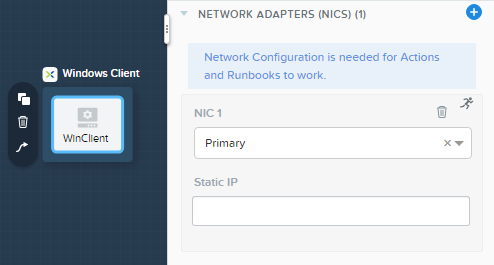 NETWORK ADAPTERS (NICS) (1)
Network Configuration is needed for Actions
and Runbooks to work.
Windows Client
WinClient
NIC 1
Primary
Static IP